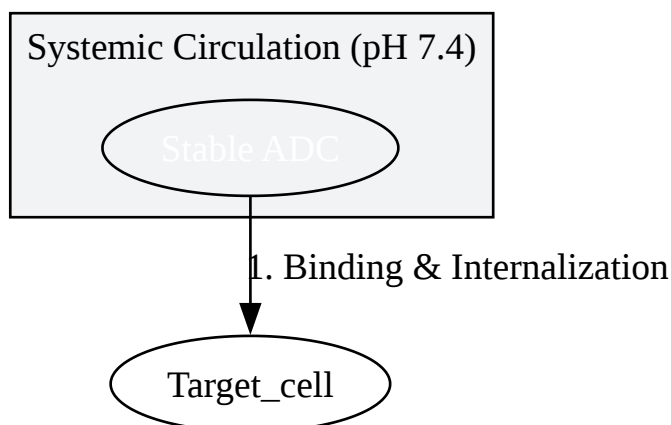 Systemic Circulation (pH 7.4)
Stable ADC
1. Binding & Internalization
Target_cell